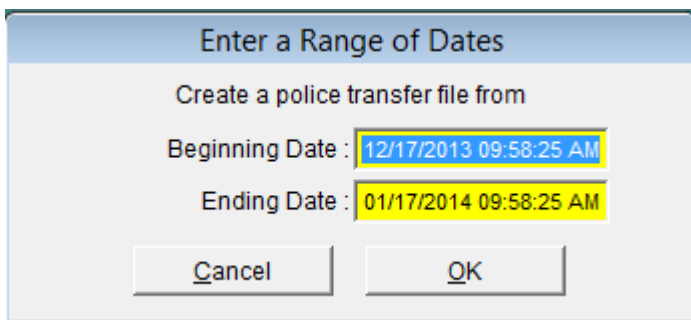 Enter a Range of Dates
Create a police transfer file from
Beginning Date : 12/17/2013 09:58:25 AM
Ending Date : 01/17/2014 09:58:25 AM
Cancel OK